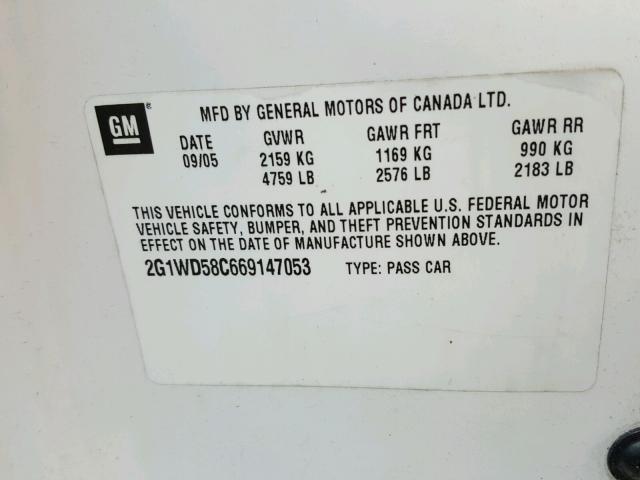 GM
MFD BY GENERAL MOTORS OF CANADA LTD.
DATE GVWR GAWR FRT GAWR RR
09/05 2159 KG 1169 KG 990 KG
4759 LB 2576 LB 2183 LB
THIS VEHICLE CONFORMS TO ALL APPLICABLE U.S. FEDERAL MOTOR
VEHICLE SAFETY, BUMPER, AND THEFT PREVENTION STANDARDS IN
EFFECT ON THE DATE OF MANUFACTURE SHOWN ABOVE.
2G1WD58C669147053 TYPE: PASS CAR